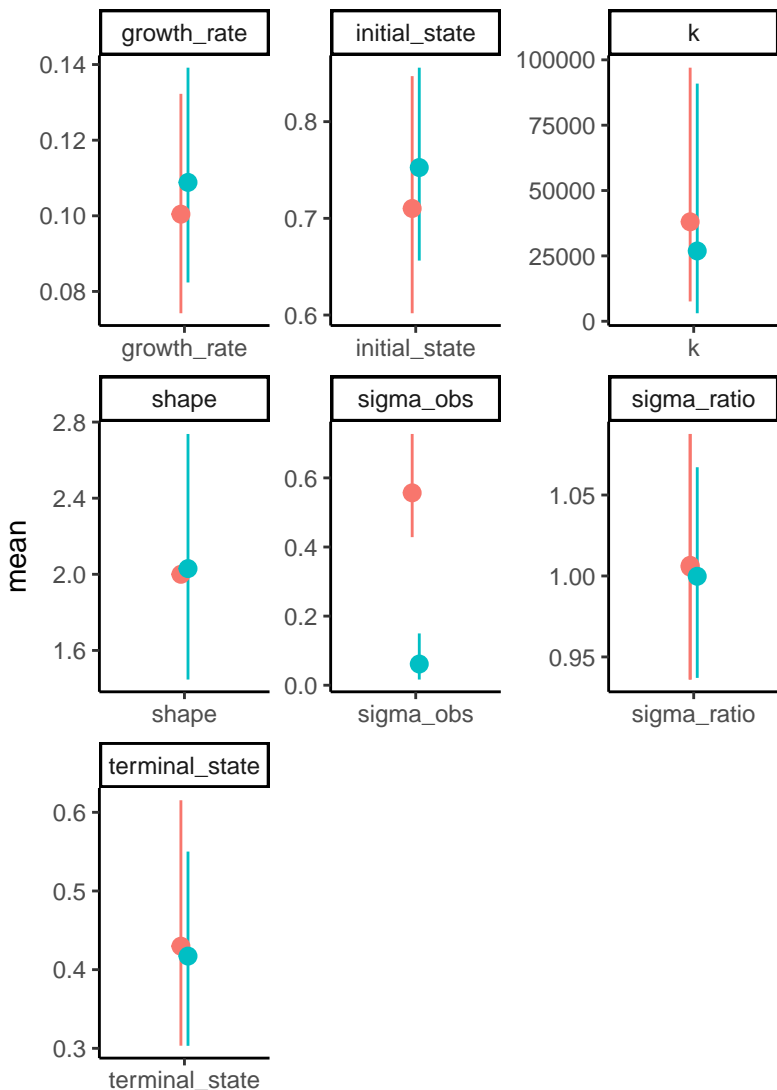 growth_rate
initial_state
k
0.14
0.12
0.10
0.08
0.8
0.7
0.6
100000
75000
50000
25000
0
growth_rate
initial_state
k
shape
sigma_obs
sigma_ratio
2.8
2.4
2.0
1.6
0.6
0.4
0.2
0.0
1.05
1.00
0.95
shape
sigma_obs
sigma_ratio
mean
terminal_state
0.6
0.5
0.4
0.3
terminal_state